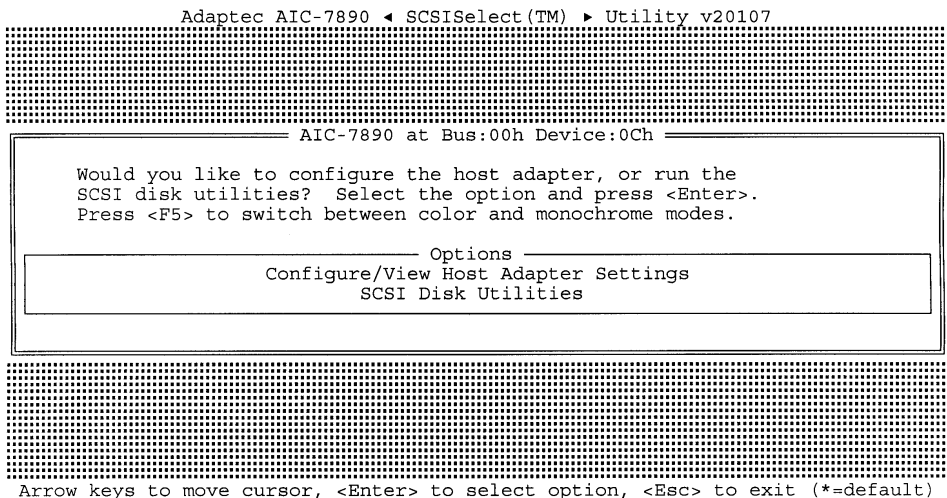 Adaptec AIC-7890 ◄ SCSISelect(TM) ► Utility v20107
AIC-7890 at Bus:00h Device:0Ch
Would you like to configure the host adapter, or run the
SCSI disk utilities? Select the option and press <Enter>.
Press <F5> to switch between color and monochrome modes.
Options
Configure/View Host Adapter Settings
SCSI Disk Utilities
Arrow keys to move cursor, <Enter> to select option, <Esc> to exit (*=default)